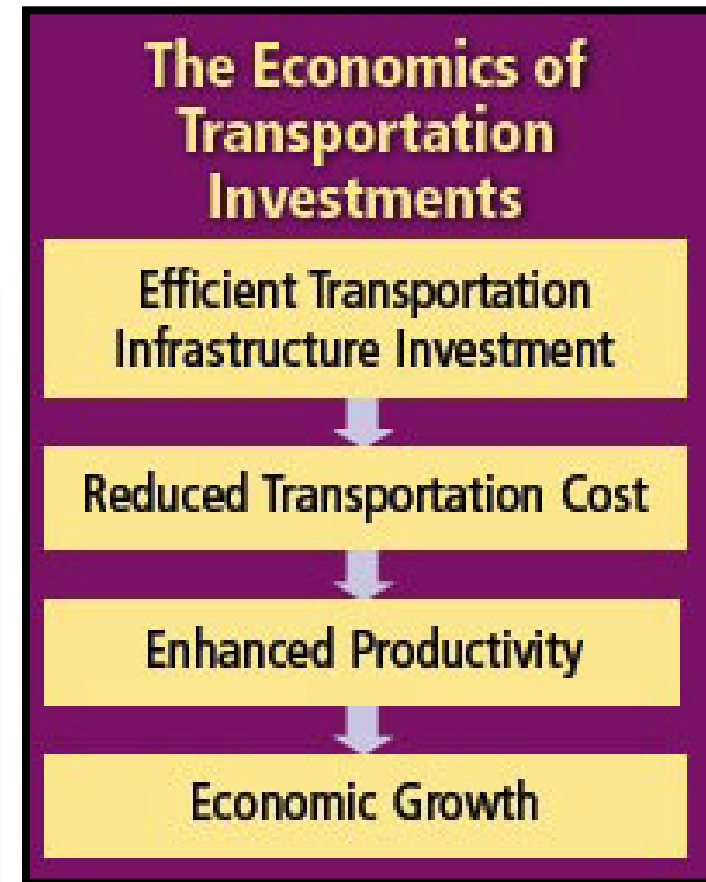 The Economics of
Transportation
Investments
Efficient Transportation
Infrastructure Investment
Reduced Transportation Cost
Enhanced Productivity
Economic Growth